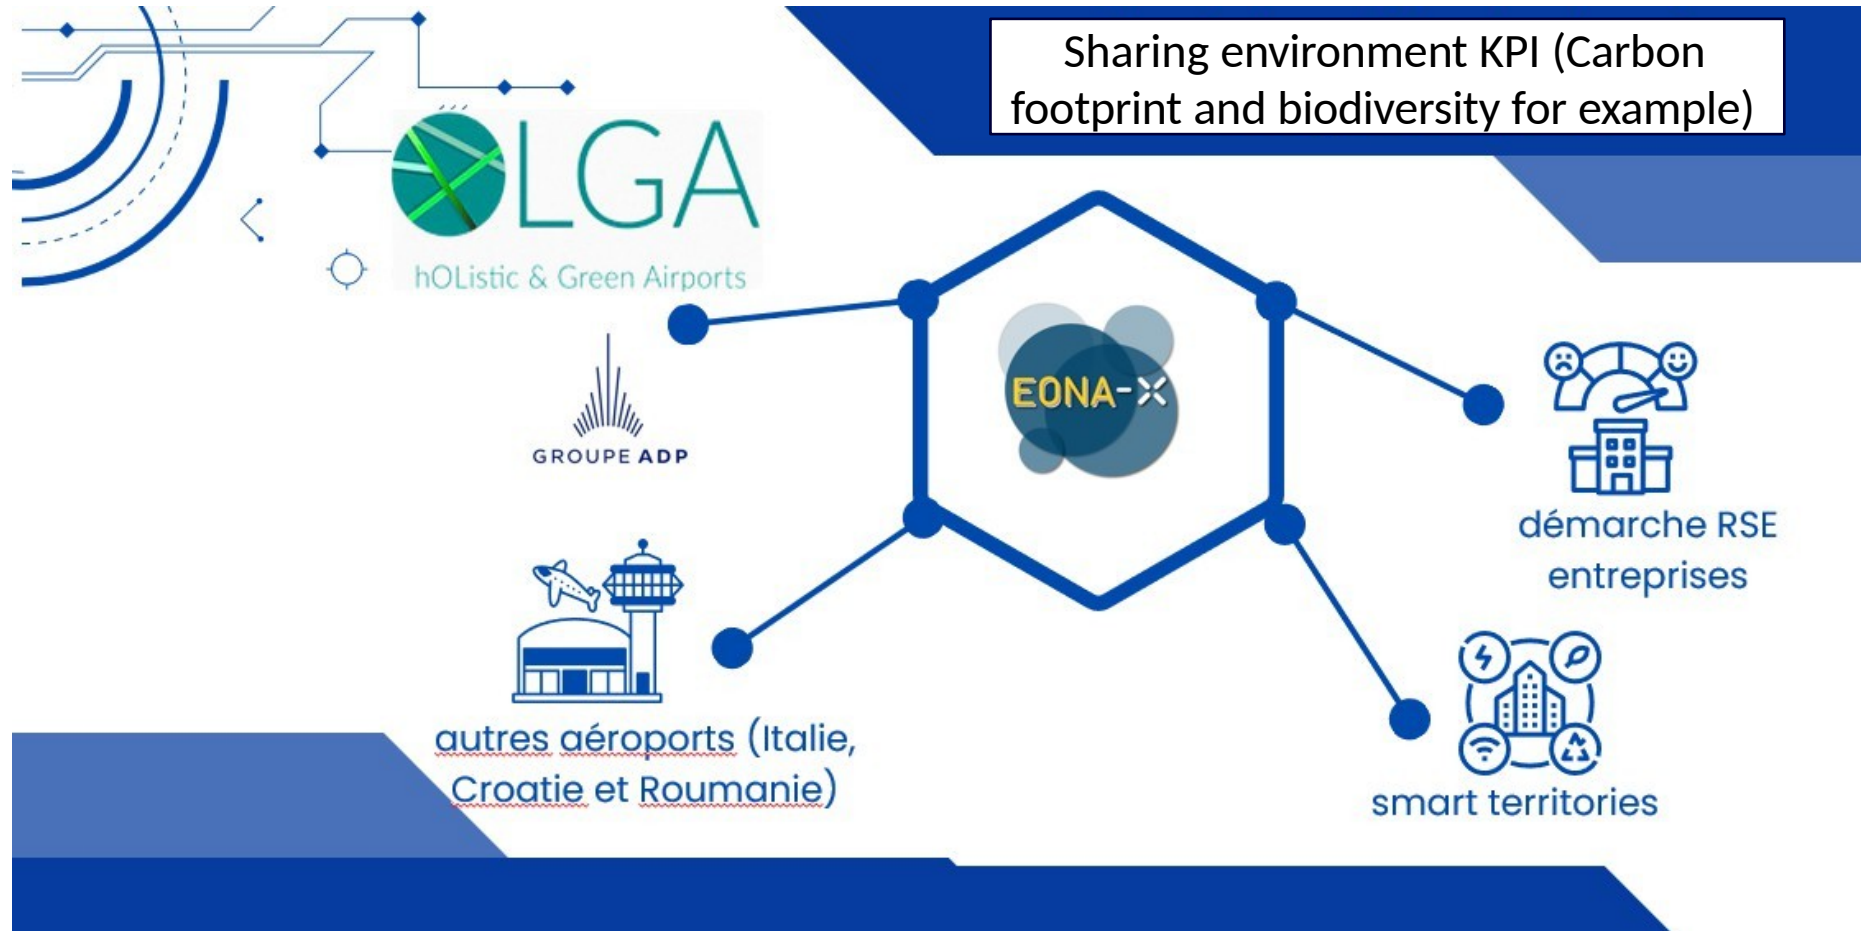 Sharing environment KPI (Carbon
footprint and biodiversity for example)
OLGA
hOListic & Green Airports
GROUPE ADP
EONA-X
démarche RSE
entreprises
autres aéroports (Italie,
Croatie et Roumanie)
smart territories